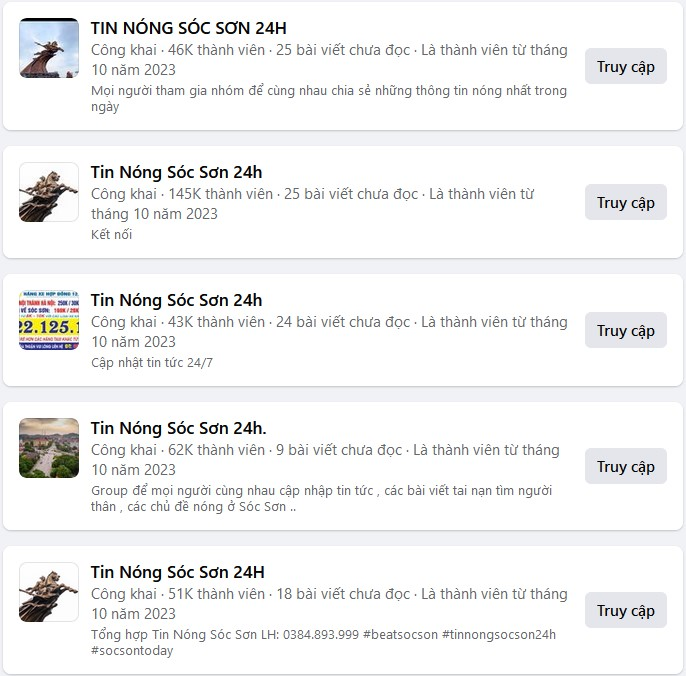 TIN NÓNG SÓC SƠN 24H
Công khai · 46K thành viên · 25 bài viết chưa đọc · Là thành viên từ tháng
10 năm 2023
Mọi người tham gia nhóm để cùng nhau chia sẻ những thông tin nóng nhất trong
ngày
Truy cập
Tin Nóng Sóc Sơn 24h
Công khai · 145K thành viên · 25 bài viết chưa đọc · Là thành viên từ
tháng 10 năm 2023
Kết nối
Truy cập
Tin Nóng Sóc Sơn 24h
Công khai · 43K thành viên · 24 bài viết chưa đọc · Là thành viên từ tháng
10 năm 2023
Cập nhật tin tức 24/7
Truy cập
Tin Nóng Sóc Sơn 24h.
Công khai · 62K thành viên · 9 bài viết chưa đọc · Là thành viên từ tháng
10 năm 2023
Group để mọi người cùng nhau cập nhập tin tức , các bài viết tai nạn tìm người
thân , các chủ đề nóng ở Sóc Sơn ..
Truy cập
Tin Nóng Sóc Sơn 24H
Công khai · 51K thành viên · 18 bài viết chưa đọc · Là thành viên từ tháng
10 năm 2023
Tổng hợp Tin Nóng Sóc Sơn LH: 0384.893.999 #beatsocson #tinnongsocson24h
#socsontoday
Truy cập